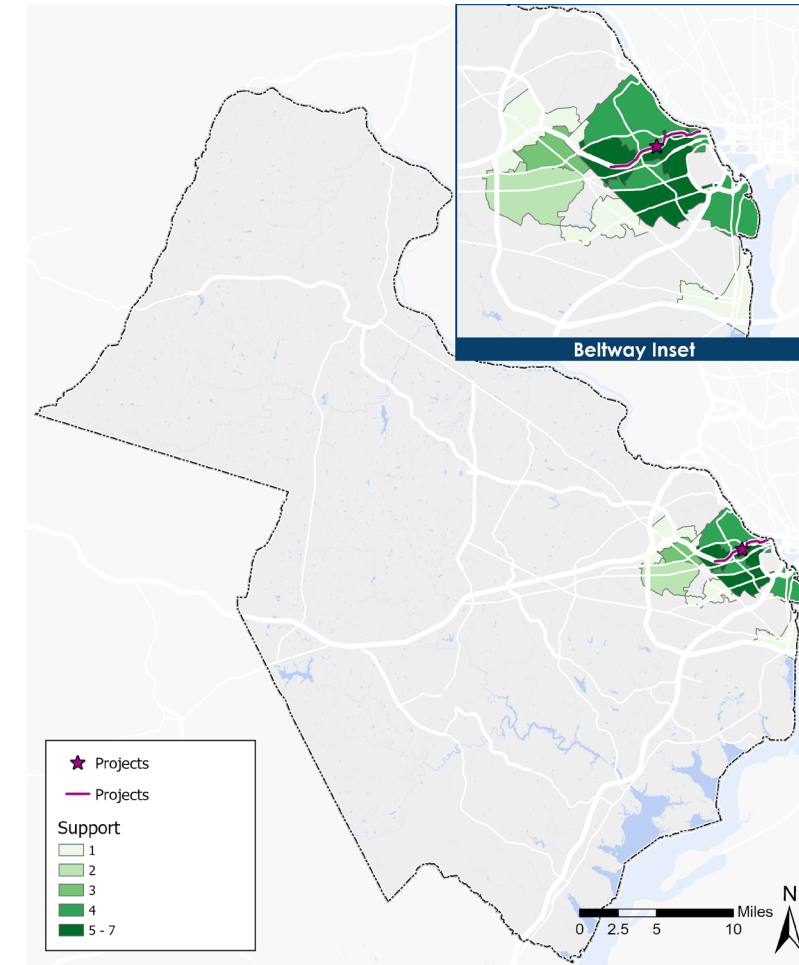 Beltway Inset
Projects
Projects
Support
1
2
3
4
5 - 7
N
Miles
0 2.5 5 10